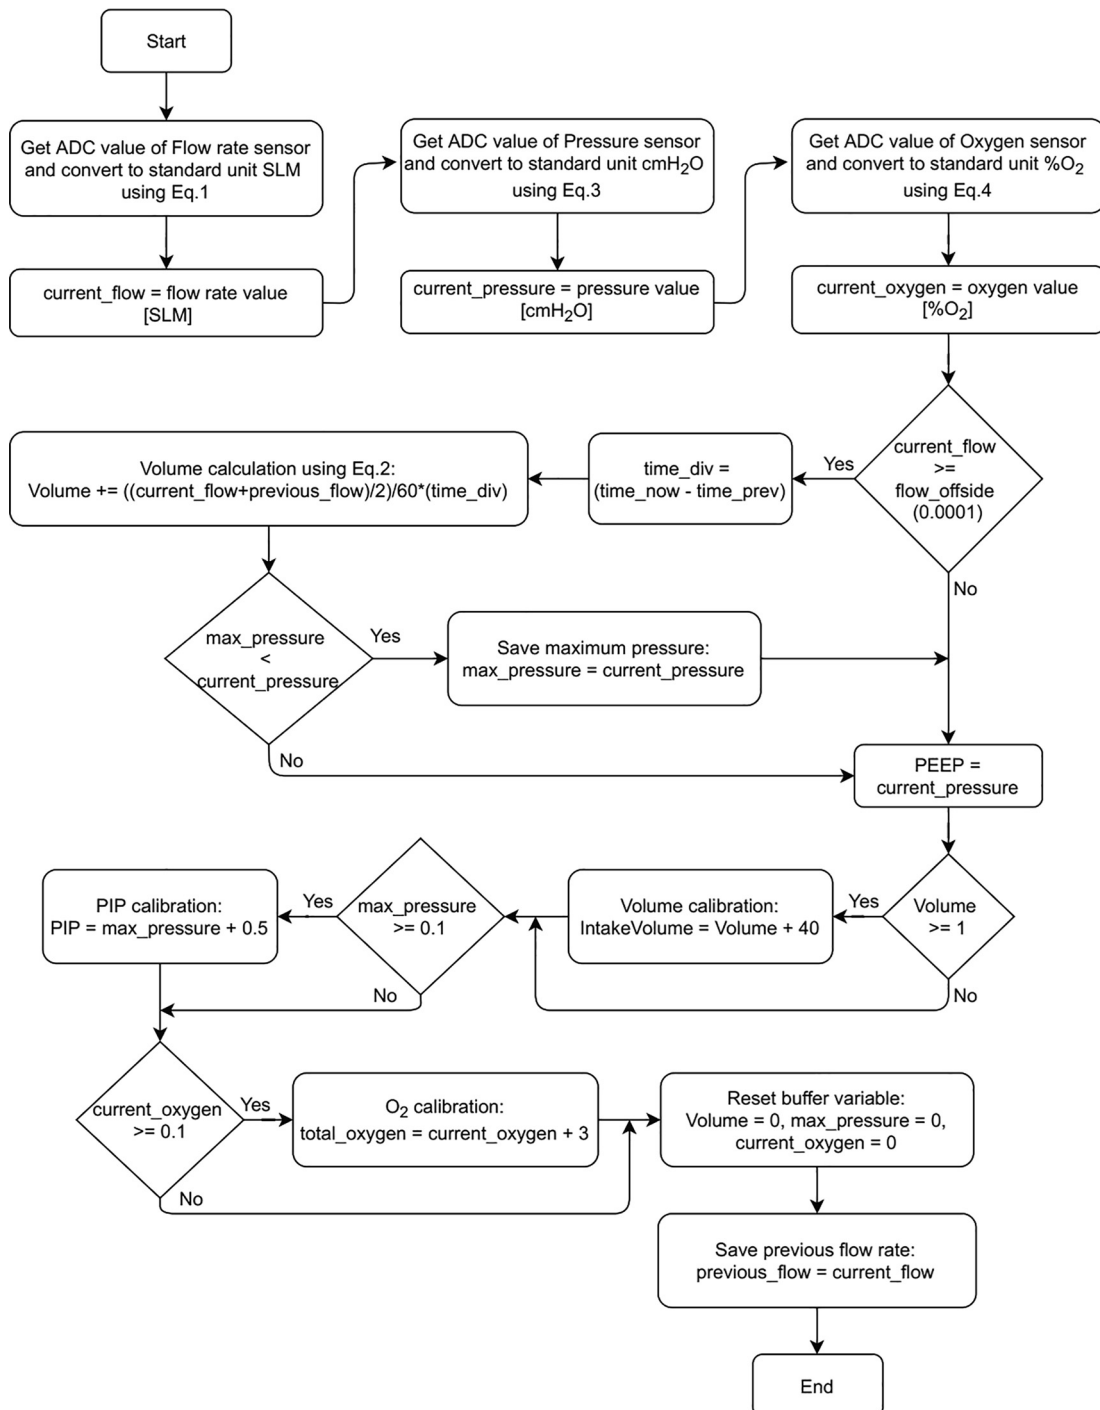 Start
Get ADC value of Flow rate sensor
and convert to standard unit SLM
using Eq.1
current_flow = flow rate value
[SLM]
Get ADC value of Pressure sensor
and convert to standard unit cmH₂O
using Eq.3
current_pressure = pressure value
[cmH₂O]
Get ADC value of Oxygen sensor
and convert to standard unit %O₂
using Eq.4
current_oxygen = oxygen value
[%O₂]
current_flow
>=
flow_offside
(0.0001)
Yes
No
time_div =
(time_now - time_prev)
Volume calculation using Eq.2:
Volume += ((current_flow+previous_flow)/2)/60*(time_div)
max_pressure
<
current_pressure
Yes
No
Save maximum pressure:
max_pressure = current_pressure
PEEP =
current_pressure
Volume
>= 1
Yes
No
Volume calibration:
IntakeVolume = Volume + 40
max_pressure
>= 0.1
Yes
No
PIP calibration:
PIP = max_pressure + 0.5
current_oxygen
>= 0.1
Yes
No
O₂ calibration:
total_oxygen = current_oxygen + 3
Reset buffer variable:
Volume = 0, max_pressure = 0,
current_oxygen = 0
Save previous flow rate:
previous_flow = current_flow
End